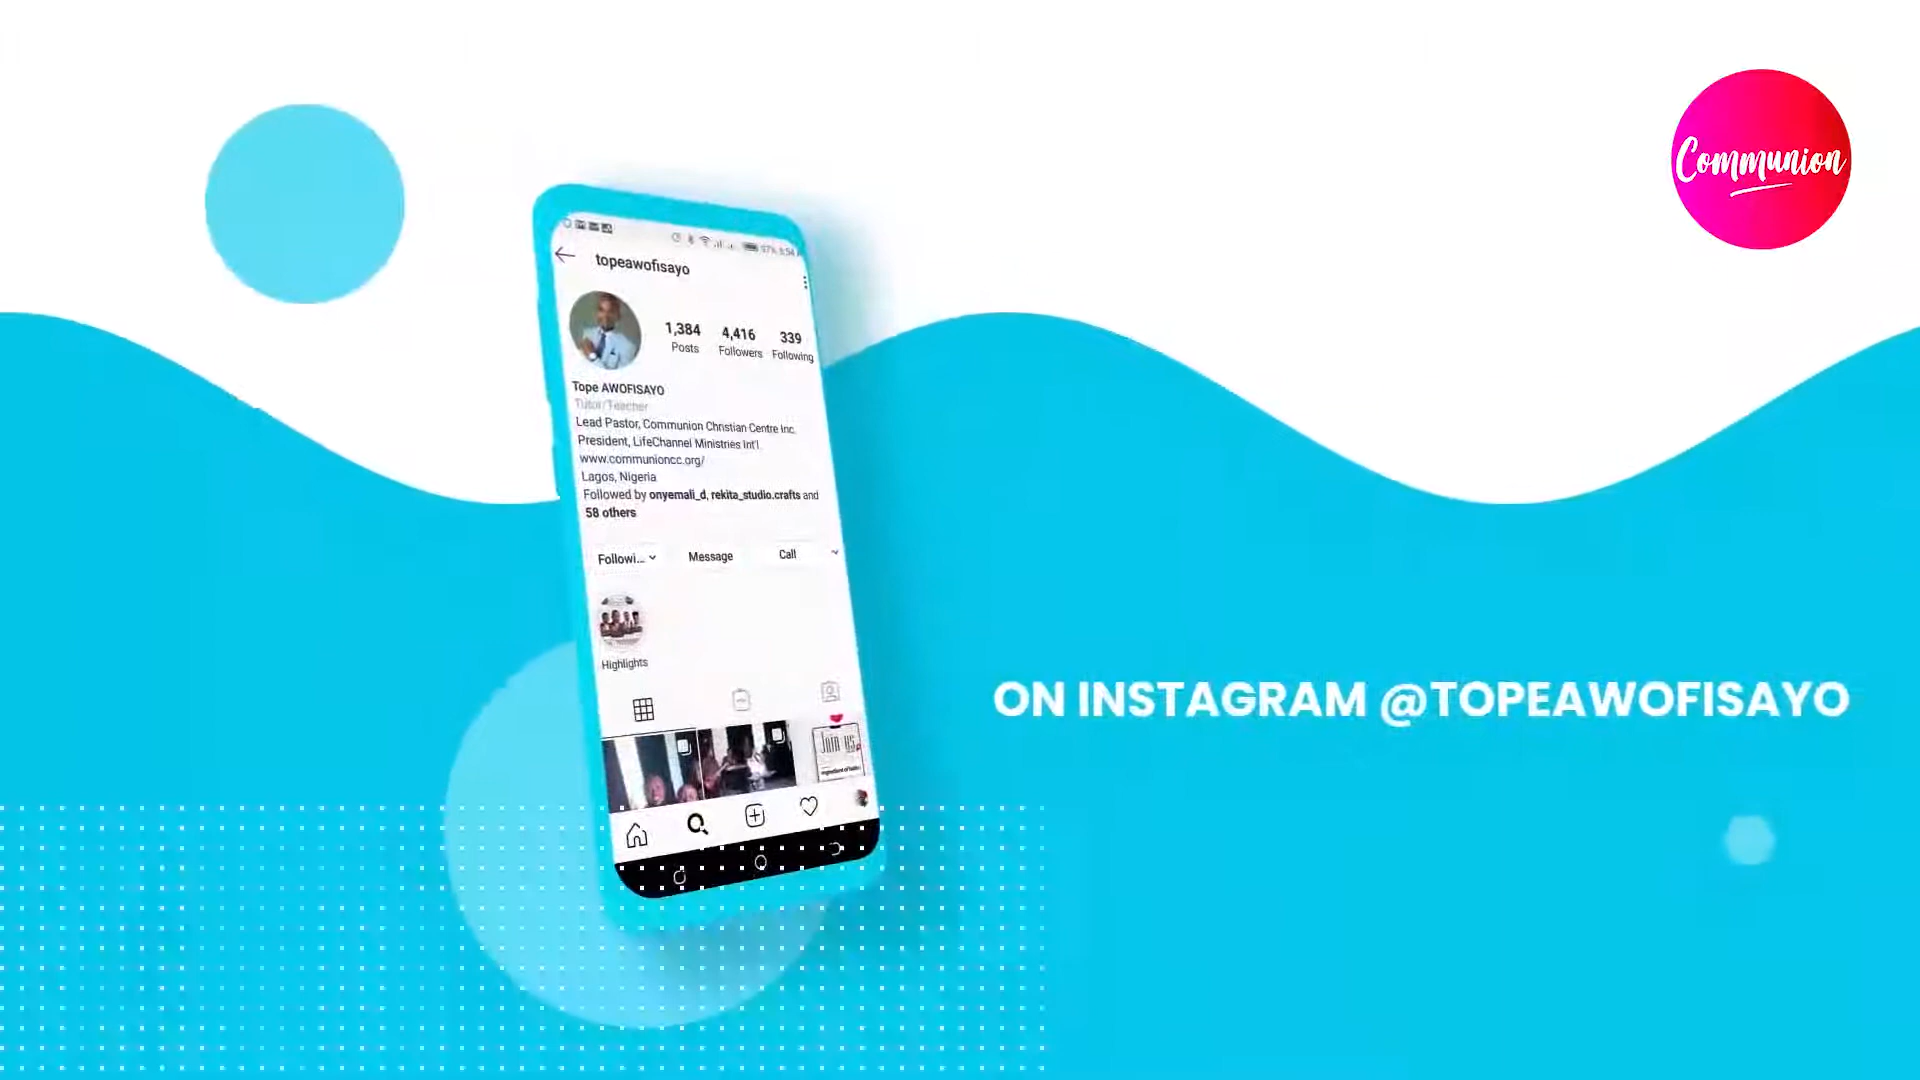 Communion
topeawofisayo
1,384 4,416 339
Posts Followers Following
Tope AWOFISAYO
Tutor/Teacher
Lead Pastor, Communion Christian Centre Inc.
President, LifeChannel Ministries Int'l.
www.communioncc.org/
Lagos, Nigeria
Followed by onyemali_d, rekita_studio.crafts and
58 others
Followi... Message Call
Highlights
ON INSTAGRAM @TOPEAWOFISAYO
Join us